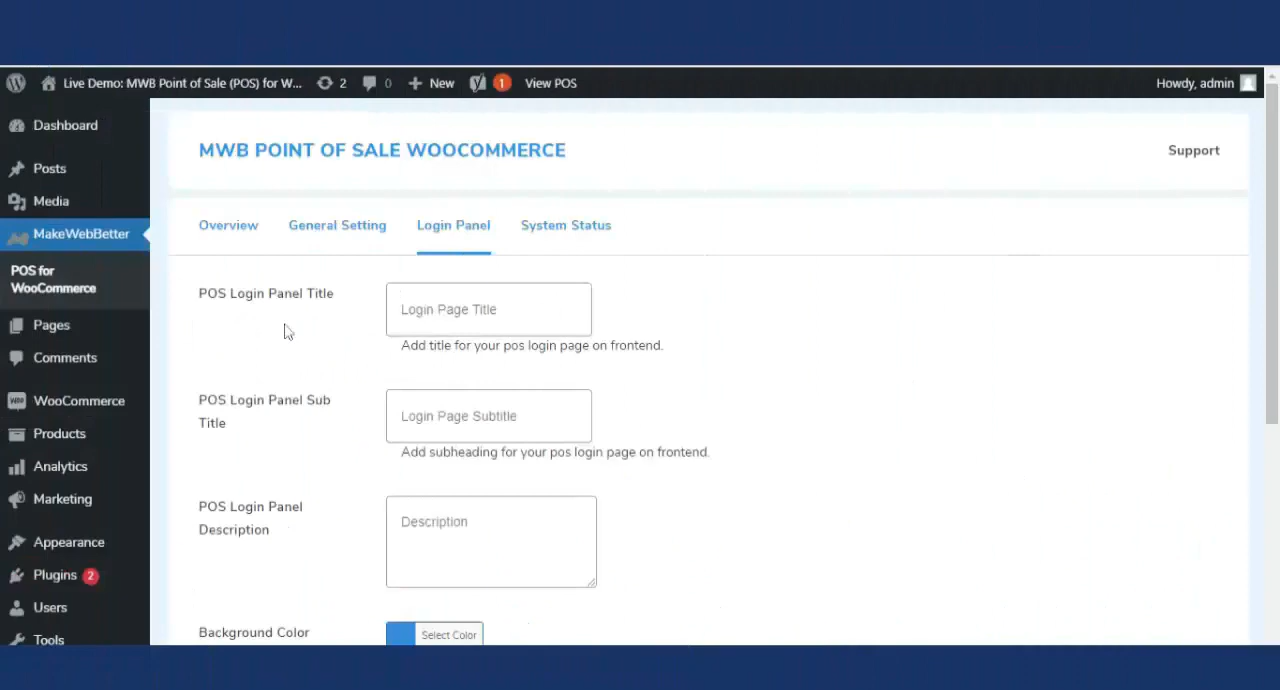 Live Demo: MWB Point of Sale (POS) for W... 2 0 New 1 View POS Howdy, admin
Dashboard
Posts
Media
MakeWebBetter
POS for
WooCommerce
Pages
Comments
WooCommerce
Products
Analytics
Marketing
Appearance
Plugins 2
Users
Tools
MWB POINT OF SALE WOOCOMMERCE
Support
Overview General Setting Login Panel System Status
POS Login Panel Title
Login Page Title
Add title for your pos login page on frontend.
POS Login Panel Sub
Title
Login Page Subtitle
Add subheading for your pos login page on frontend.
POS Login Panel
Description
Description
Background Color
Select Color